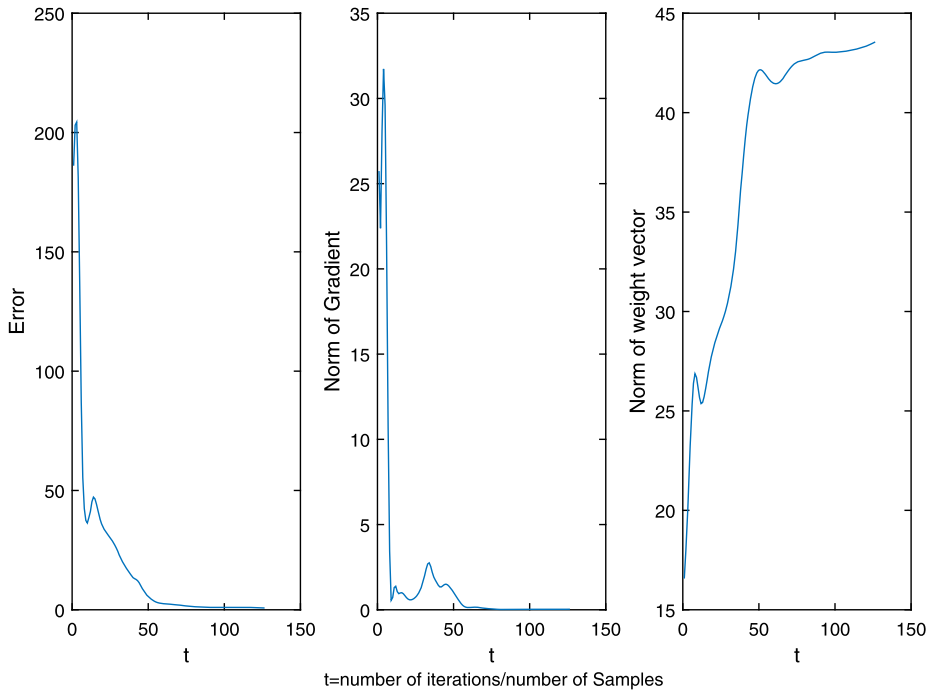 250
200
150
100
50
0
Error
0 50 100 150
t
35
30
25
20
15
10
5
0
Norm of Gradient
0 50 100 150
t
45
40
35
30
25
20
15
Norm of weight vector
0 50 100 150
t
t=number of iterations/number of Samples